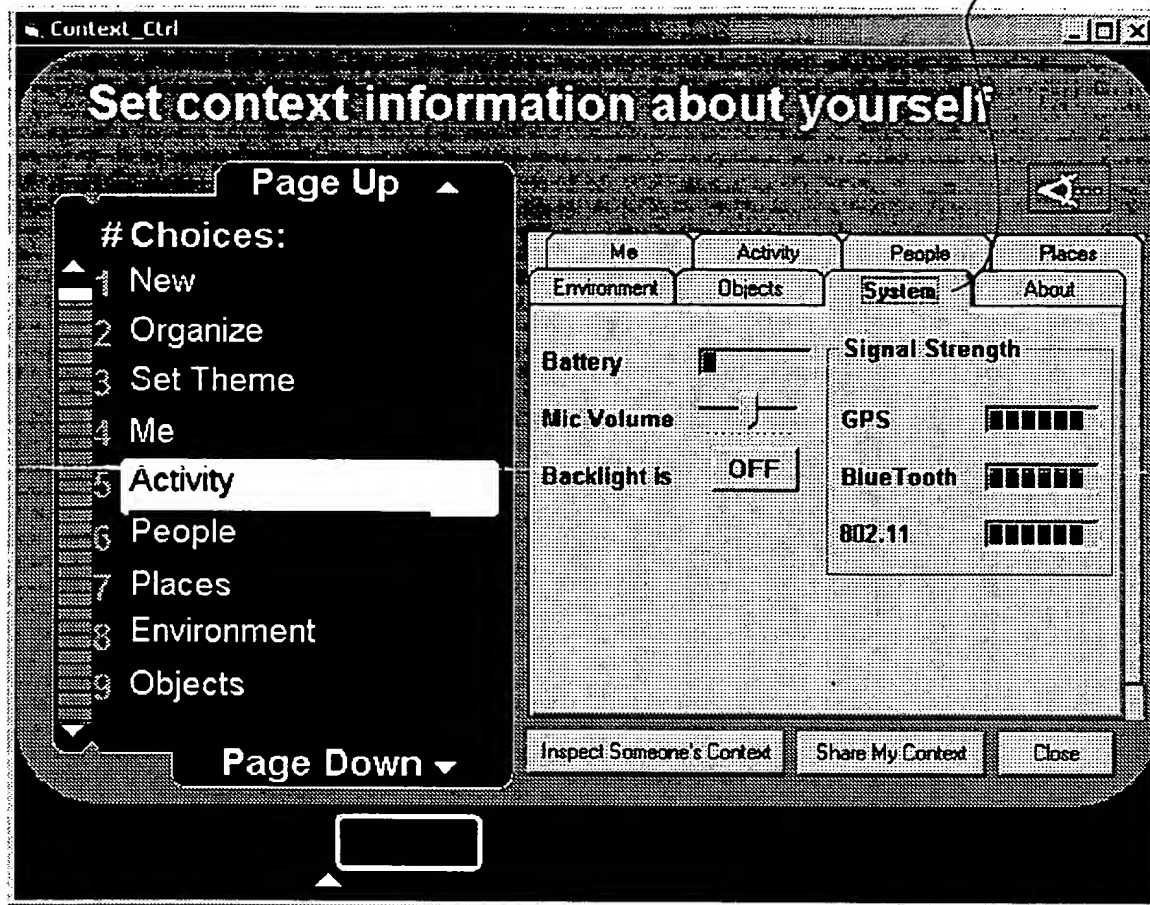 Context_Ctrl
Set context information about yourself
Page Up
# Choices:
1 New
2 Organize
3 Set Theme
4 Me
5 Activity
6 People
7 Places
8 Environment
9 Objects
Page Down
Me Activity People Places
Environment Objects System About
Battery
Mic Volume
Backlight is OFF
Signal Strength
GPS
BlueTooth
802.11
Inspect Someone's Context Share My Context Close